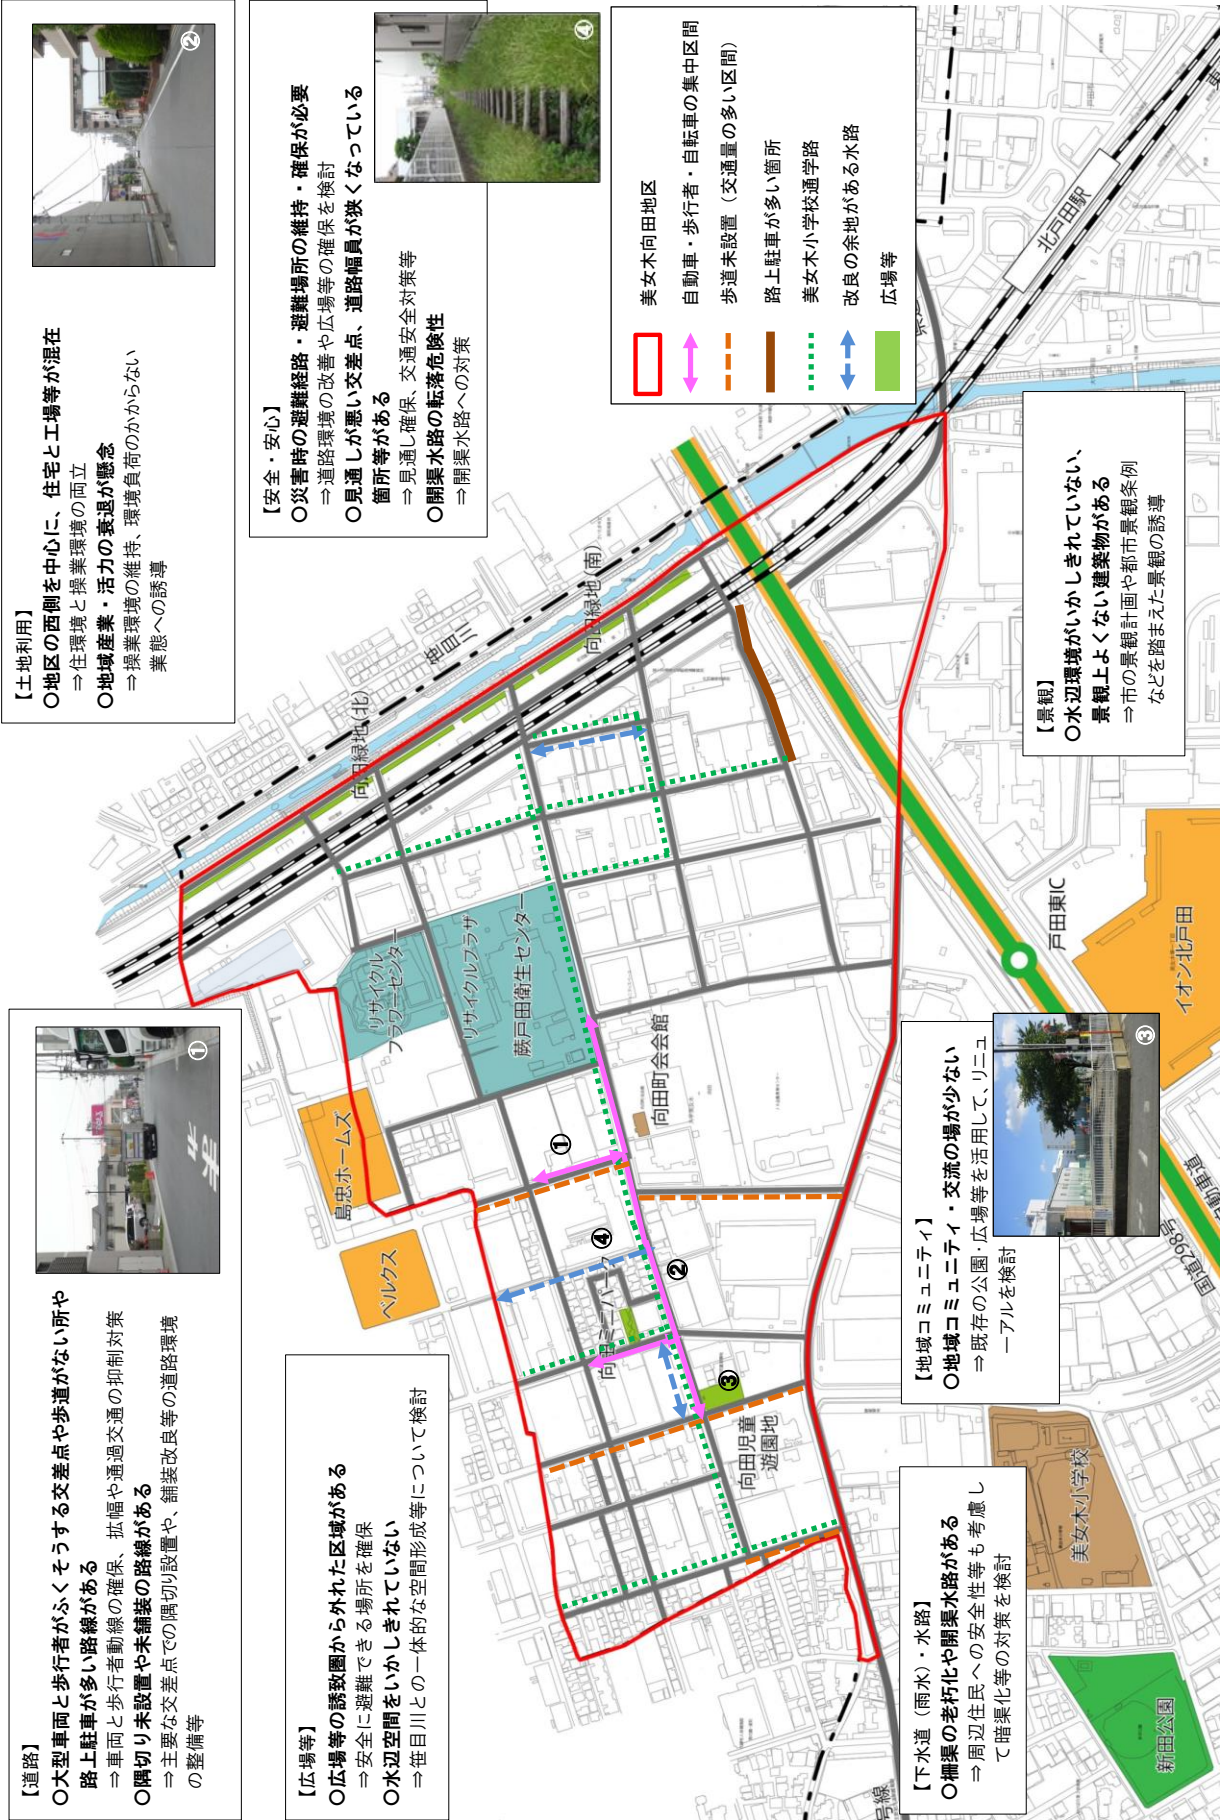 【道路】
○大型車両と歩行者がふくそうする交差点や歩道がない所や
路上駐車が多い路線がある
⇒車両と歩行者動線の確保、拡幅や通過交通の抑制対策
○隅切り未設置や未舗装の路線がある
⇒主要な交差点での隅切り設置や、舗装改良等の道路環境
の整備等
①
【土地利用】
○地区の西側を中心に、住宅と工場等が混在
⇒住環境と操業環境の両立
○地域産業・活力の衰退が懸念
⇒操業環境の維持、環境負荷のかからない
業態への誘導
②
【広場等】
○広場等の誘致圏から外れた区域がある
⇒安全に避難できる場所を確保
○水辺空間をいかしきれていない
⇒笹目川との一体的な空間形成等について検討
【安全・安心】
○災害時の避難経路・避難場所の維持・確保が必要
⇒道路環境の改善や広場等の確保を検討
○見通しが悪い交差点、道路幅員が狭くなっている
箇所等がある
⇒見通し確保、交通安全対策等
○開渠水路の転落危険性
⇒開渠水路への対策
④
島忠ホームズ
ベルクス
リサイクル
フラワーセンター
リサイクルプラザ
蕨戸田衛生センター
向田緑地(北)
笹目川
向田緑地(南)
向田町会会館
向田ミニパーク
向田児童
遊園地
①
②
③
④
美女木向田地区
自動車・歩行者・自転車の集中区間
歩道未設置（交通量の多い区間）
路上駐車が多い箇所
美女木小学校通学路
改良の余地がある水路
広場等
北戸田駅
【下水道（雨水）・水路】
○柵渠の老朽化や開渠水路がある
⇒周辺住民への安全性等も考慮し
て暗渠化等の対策を検討
【地域コミュニティ】
○地域コミュニティ・交流の場が少ない
⇒既存の公園・広場等を活用して、リニュ
ーアルを検討
③
【景観】
○水辺環境がいかしきれていない、
景観上よくない建築物がある
⇒市の景観計画や都市景観条例
などを踏まえた景観の誘導
戸田東IC
イオン北戸田
国道298号
自動車道
美女木小学校
新田公園
号線